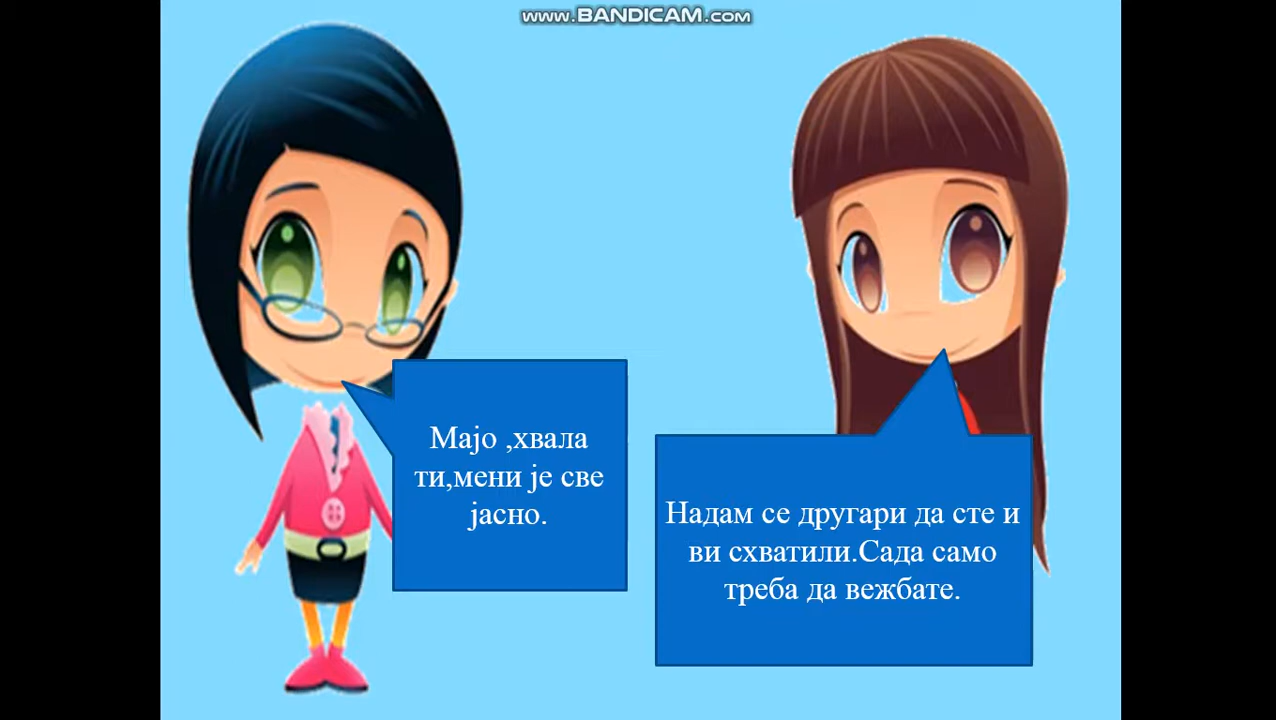 www.BANDICAM.com
Мајо ,хвала
ти,мени је све
јасно.
Надам се другари да сте и
ви схватили.Сада само
треба да вежбате.